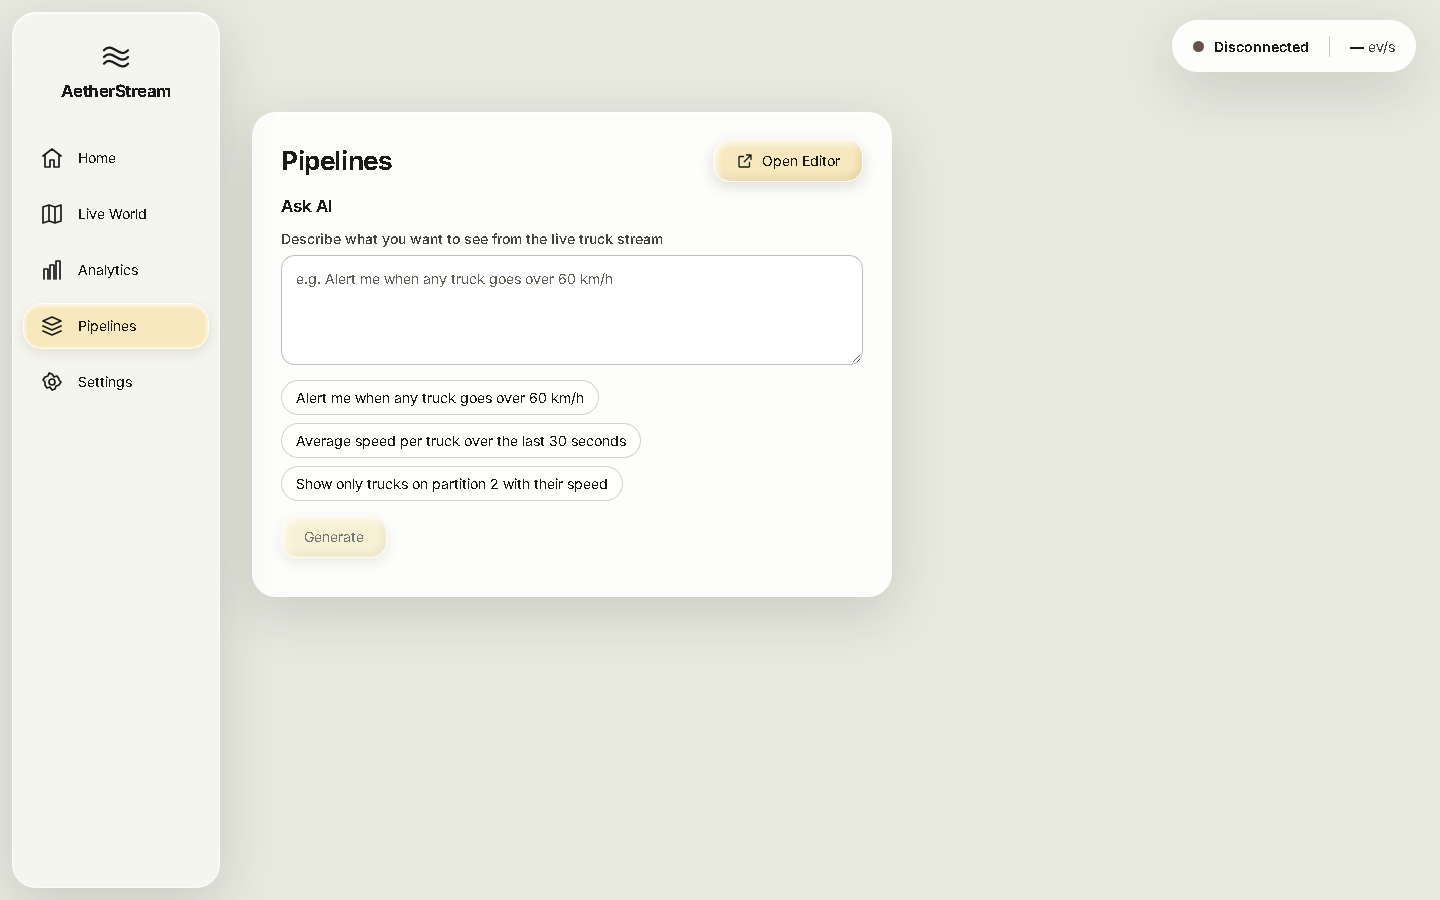 AetherStream
Home
Live World
Analytics
Pipelines
Settings
Disconnected
— ev/s
Pipelines
Open Editor
Ask AI
Describe what you want to see from the live truck stream
e.g. Alert me when any truck goes over 60 km/h
Alert me when any truck goes over 60 km/h
Average speed per truck over the last 30 seconds
Show only trucks on partition 2 with their speed
Generate